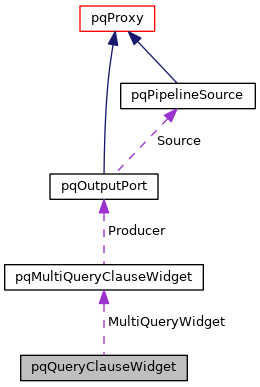 pqProxy
pqPipelineSource
Source
pqOutputPort
Producer
pqMultiQueryClauseWidget
MultiQueryWidget
pqQueryClauseWidget